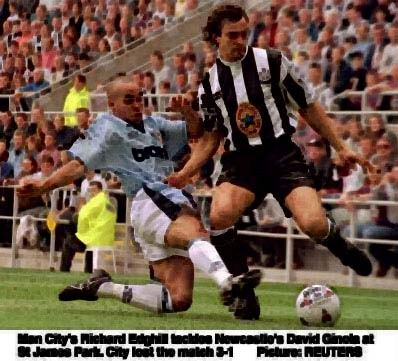 Man City's Richard Edghill tackles Newcastle's David Ginola at
St James Park. City lost the match 3-1 Picture: REUTERS